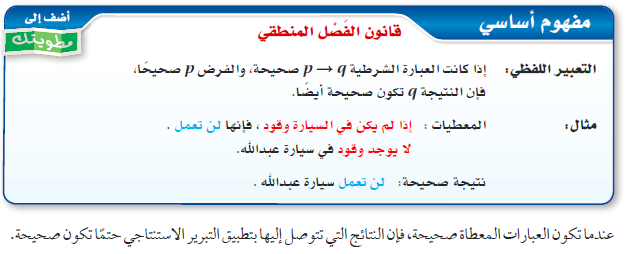 أضف إلى
مطويتك
مفهوم أساسي
قانون الفَصْل المنطقي
التعبير اللفظي: إذا كانت العبارة الشرطية p → q صحيحة، والفرض p صحيحًا،
فإن النتيجة q تكون صحيحة أيضًا.
مثال: المعطيات: إذا لم يكن في السيارة وقود ، فإنها لن تعمل .
لا يوجد وقود في سيارة عبدالله.
نتيجة صحيحة: لن تعمل سيارة عبدالله .
عندما تكون العبارات المعطاة صحيحة، فإن النتائج التي تتوصل إليها بتطبيق التبرير الاستنتاجي حتمًا تكون صحيحة.